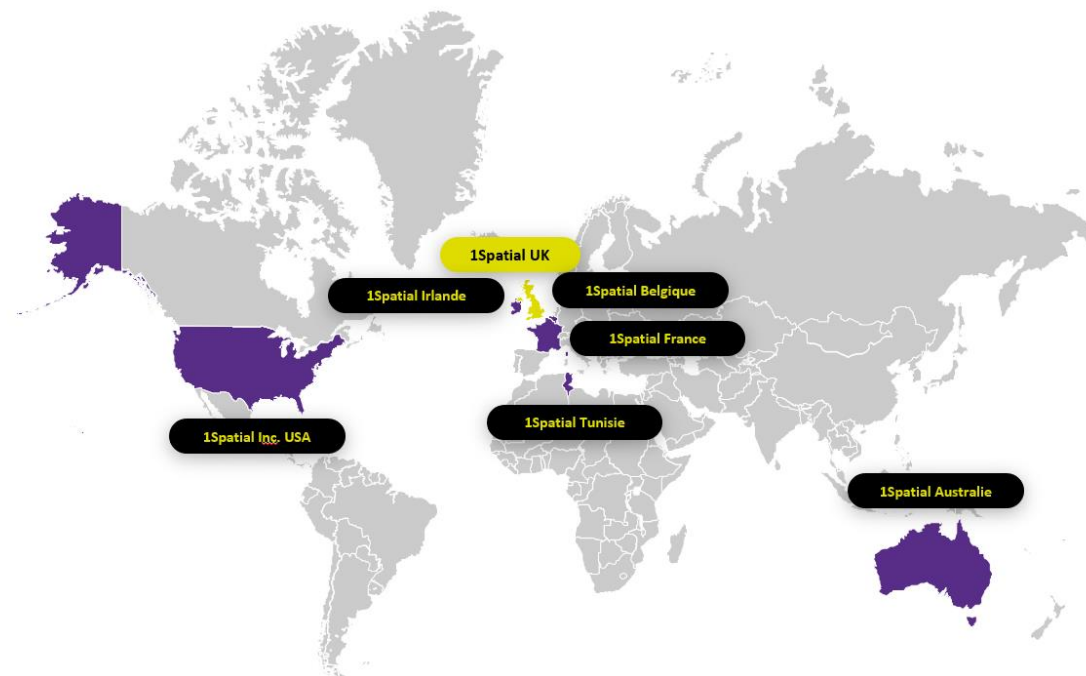 1Spatial UK
1Spatial Irlande
1Spatial Belgique
1Spatial France
1Spatial Tunisie
1Spatial Inc. USA
1Spatial Australie